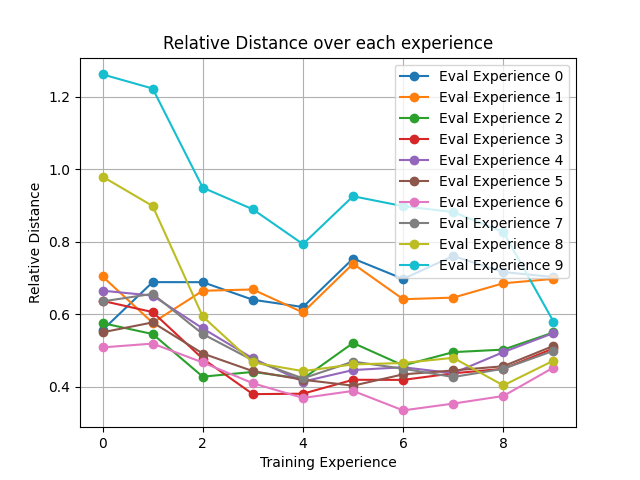 Relative Distance over each experience
Eval Experience 0
Eval Experience 1
Eval Experience 2
Eval Experience 3
Eval Experience 4
Eval Experience 5
Eval Experience 6
Eval Experience 7
Eval Experience 8
Eval Experience 9
Relative Distance
1.2
1.0
0.8
0.6
0.4
0 2 4 6 8
Training Experience